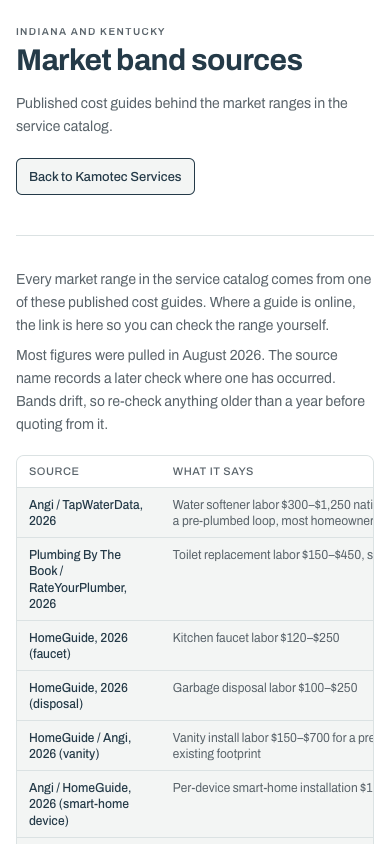 INDIANA AND KENTUCKY
Market band sources
Published cost guides behind the market ranges in the
service catalog.
Back to Kamotec Services
Every market range in the service catalog comes from one
of these published cost guides. Where a guide is online,
the link is here so you can check the range yourself.
Most figures were pulled in August 2026. The source
name records a later check where one has occurred.
Bands drift, so re-check anything older than a year before
quoting from it.
SOURCE WHAT IT SAYS
Angi / TapWaterData, 2026
Water softener labor $300–$1,250
a pre-plumbed loop, most
Plumbing By The Book / RateYourPlumber, 2026
Toilet replacement labor $150–$450,
HomeGuide, 2026 (faucet)
Kitchen faucet labor $120–$250
HomeGuide, 2026 (disposal)
Garbage disposal labor $100–$250
HomeGuide / Angi, 2026 (vanity)
Vanity install labor $150–$700 for a
existing footprint
Angi / HomeGuide, 2026 (smart-home device)
Per-device smart-home installation